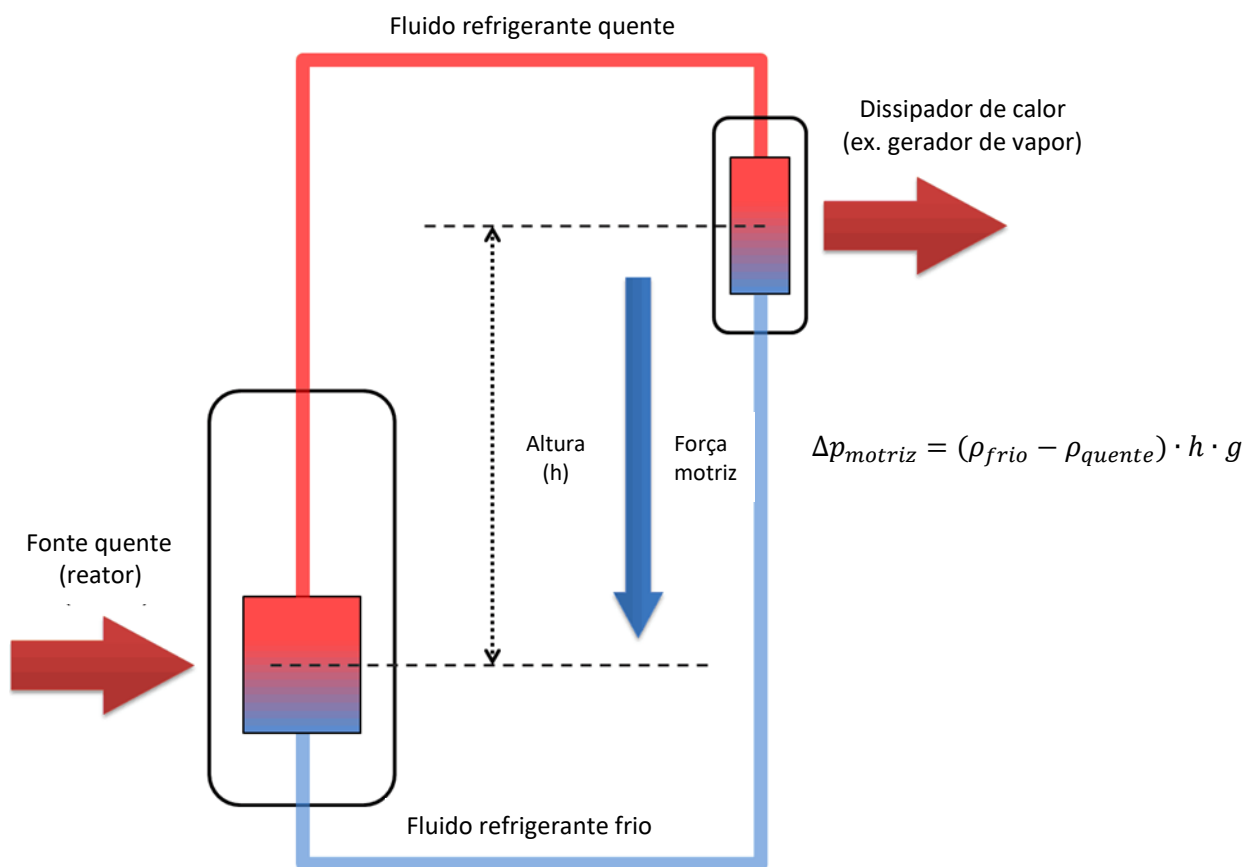 Fluido refrigerante quente
Dissipador de calor
(ex. gerador de vapor)
Altura
(h)
Força
motriz
Δp_motriz = (ρ_frio − ρ_quente) · h · g
Fonte quente
(reator)
Fluido refrigerante frio